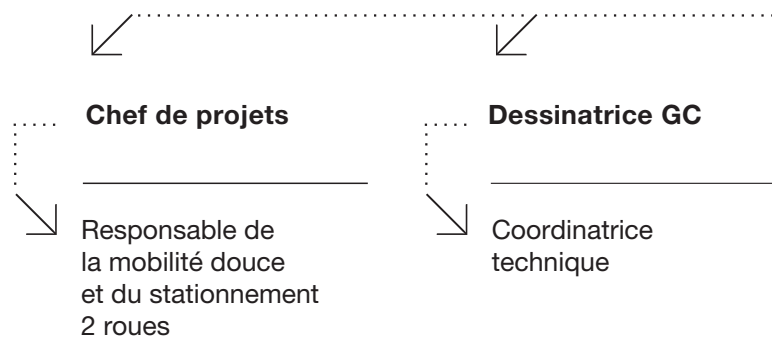 Chef de projets
Responsable de
la mobilité douce
et du stationnement
2 roues
Dessinatrice GC
Coordinatrice
technique